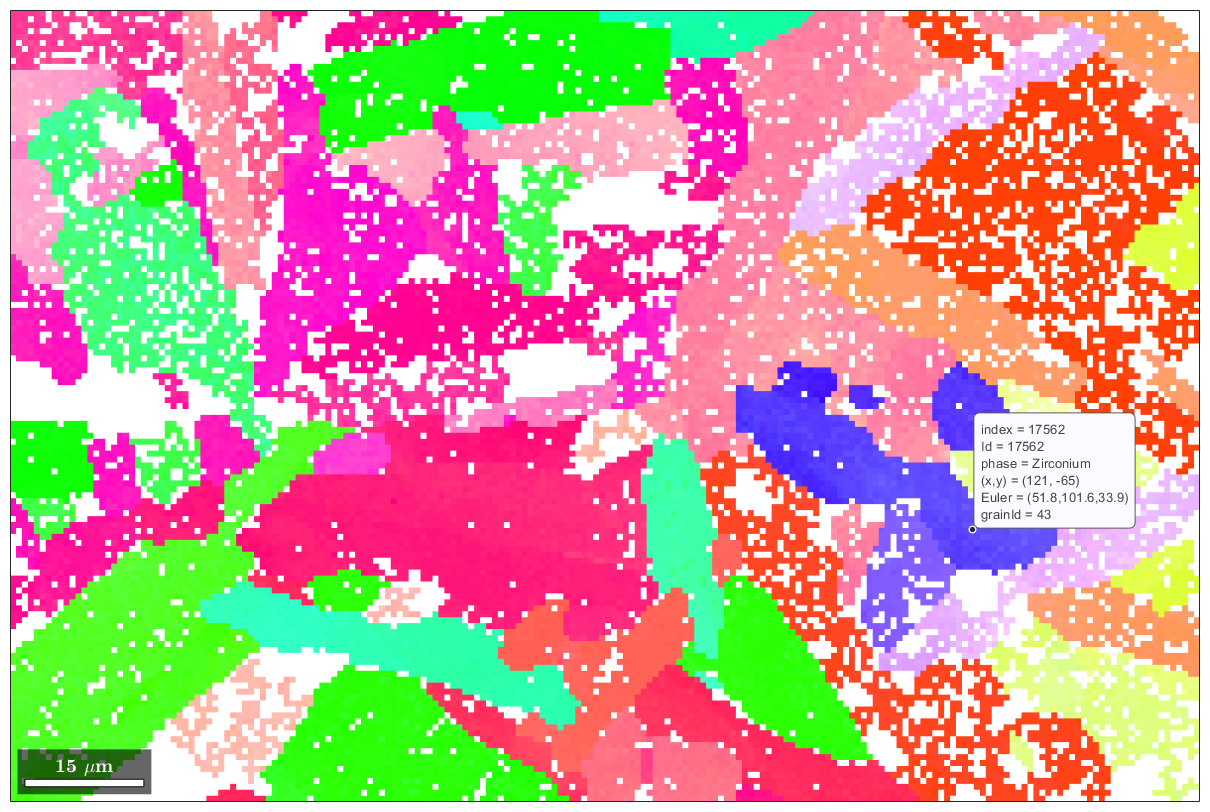 index = 17562
Id = 17562
phase = Zirconium
(x,y) = (121, -65)
Euler = (51.8,101.6,33.9)
grainId = 43
15 μm